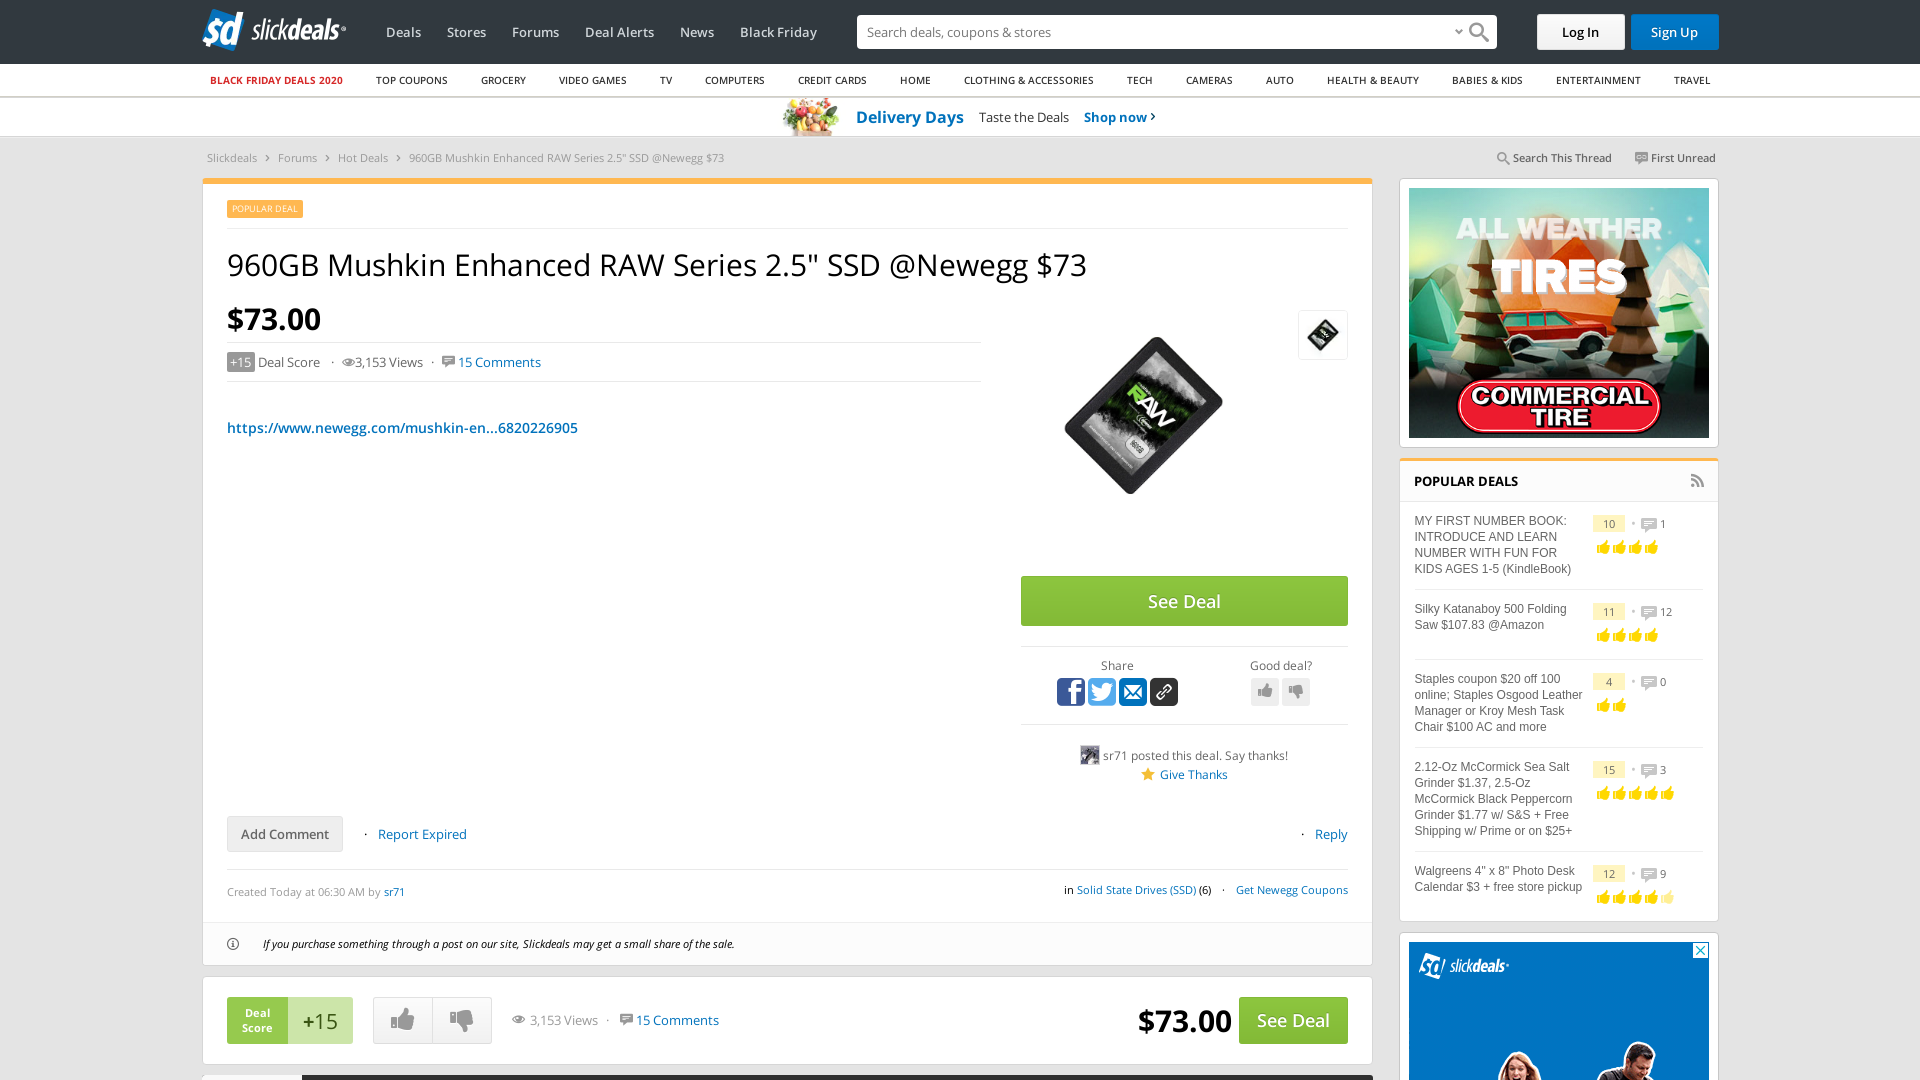 slickdeals
Deals
Stores
Forums
Deal Alerts
News
Black Friday
Search deals, coupons & stores
Log In
Sign Up
BLACK FRIDAY DEALS 2020
TOP COUPONS
GROCERY
VIDEO GAMES
TV
COMPUTERS
CREDIT CARDS
HOME
CLOTHING & ACCESSORIES
TECH
CAMERAS
AUTO
HEALTH & BEAUTY
BABIES & KIDS
ENTERTAINMENT
TRAVEL
Delivery Days Taste the Deals Shop now ›
Slickdeals › Forums › Hot Deals › 960GB Mushkin Enhanced RAW Series 2.5" SSD @Newegg $73
Search This Thread
First Unread
POPULAR DEAL
960GB Mushkin Enhanced RAW Series 2.5" SSD @Newegg $73
$73.00
+15 Deal Score · 3,153 Views · 15 Comments
https://www.newegg.com/mushkin-en...6820226905
RAW
See Deal
Share
Good deal?
sr71 posted this deal. Say thanks!
Give Thanks
Add Comment
· Report Expired
· Reply
Created Today at 06:30 AM by sr71
in Solid State Drives (SSD) (6) · Get Newegg Coupons
If you purchase something through a post on our site, Slickdeals may get a small share of the sale.
Deal
Score
+15
3,153 Views · 15 Comments
$73.00
See Deal
ALL WEATHER
TIRES
COMMERCIAL
TIRE
POPULAR DEALS
MY FIRST NUMBER BOOK:
INTRODUCE AND LEARN
NUMBER WITH FUN FOR
KIDS AGES 1-5 (KindleBook)
10 • 1
Silky Katanaboy 500 Folding
Saw $107.83 @Amazon
11 • 12
Staples coupon $20 off 100
online; Staples Osgood Leather
Manager or Kroy Mesh Task
Chair $100 AC and more
4 • 0
2.12-Oz McCormick Sea Salt
Grinder $1.37, 2.5-Oz
McCormick Black Peppercorn
Grinder $1.77 w/ S&S + Free
Shipping w/ Prime or on $25+
15 • 3
Walgreens 4" x 8" Photo Desk
Calendar $3 + free store pickup
12 • 9
slickdeals